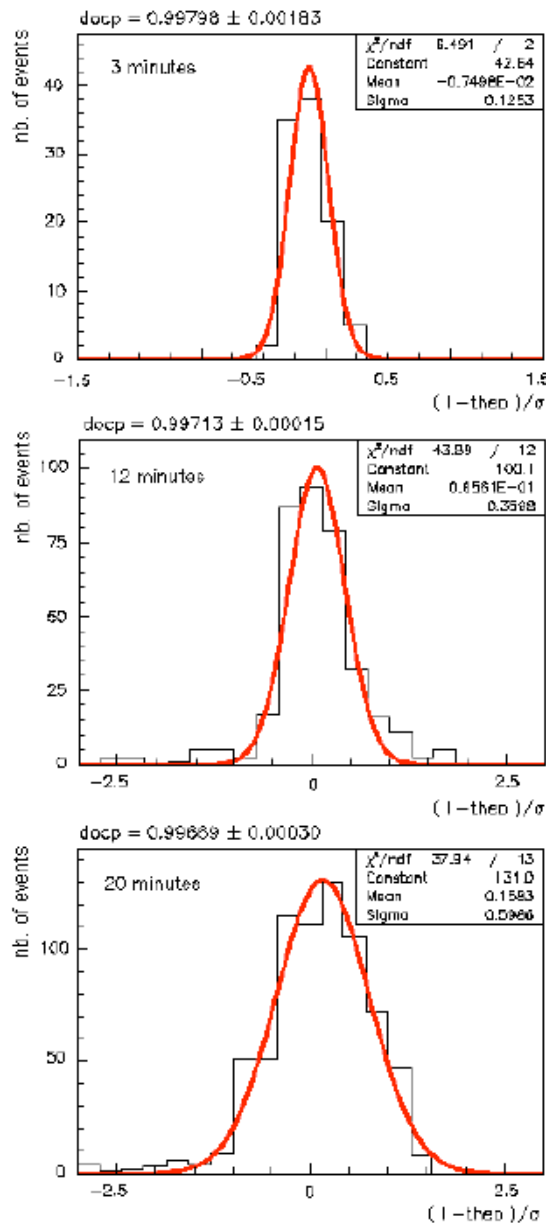 docp = 0.99798 ± 0.00183
3 minutes
χ²/ndf 6.491 / 2
Constant 42.64
Mean -0.7498E-02
Sigma 0.1253
nb. of events
40
30
20
10
0
-1.5 -0.5 0.5 1.5
(I-theo)/σ
docp = 0.99713 ± 0.00015
12 minutes
χ²/ndf 43.89 / 12
Constant 100.1
Mean 0.6561E-01
Sigma 0.3598
nb. of events
100
75
50
25
0
-2.5 0 2.5
(I-theo)/σ
docp = 0.99669 ± 0.00030
20 minutes
χ²/ndf 37.94 / 13
Constant 131.0
Mean 0.1583
Sigma 0.5966
nb. of events
100
50
0
-2.5 0 2.5
(I-theo)/σ